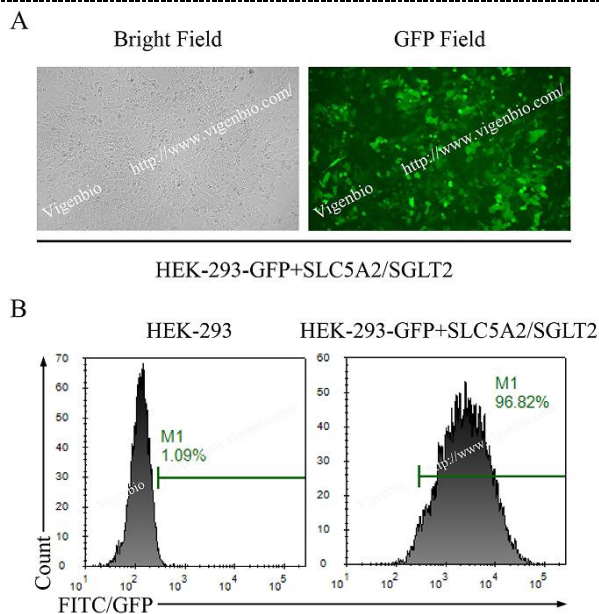 A
Bright Field
GFP Field
Vigenbio http://www.vigenbio.com/
Vigenbio http://www.vigenbio.com/
HEK-293-GFP+SLC5A2/SGLT2
B
HEK-293
HEK-293-GFP+SLC5A2/SGLT2
70
60
50
40
30
20
10
0
M1
1.09%
10¹ 10² 10³ 10⁴ 10⁵
60
50
40
30
20
10
0
M1
96.82%
10¹ 10² 10³ 10⁴ 10⁵
Count
FITC/GFP